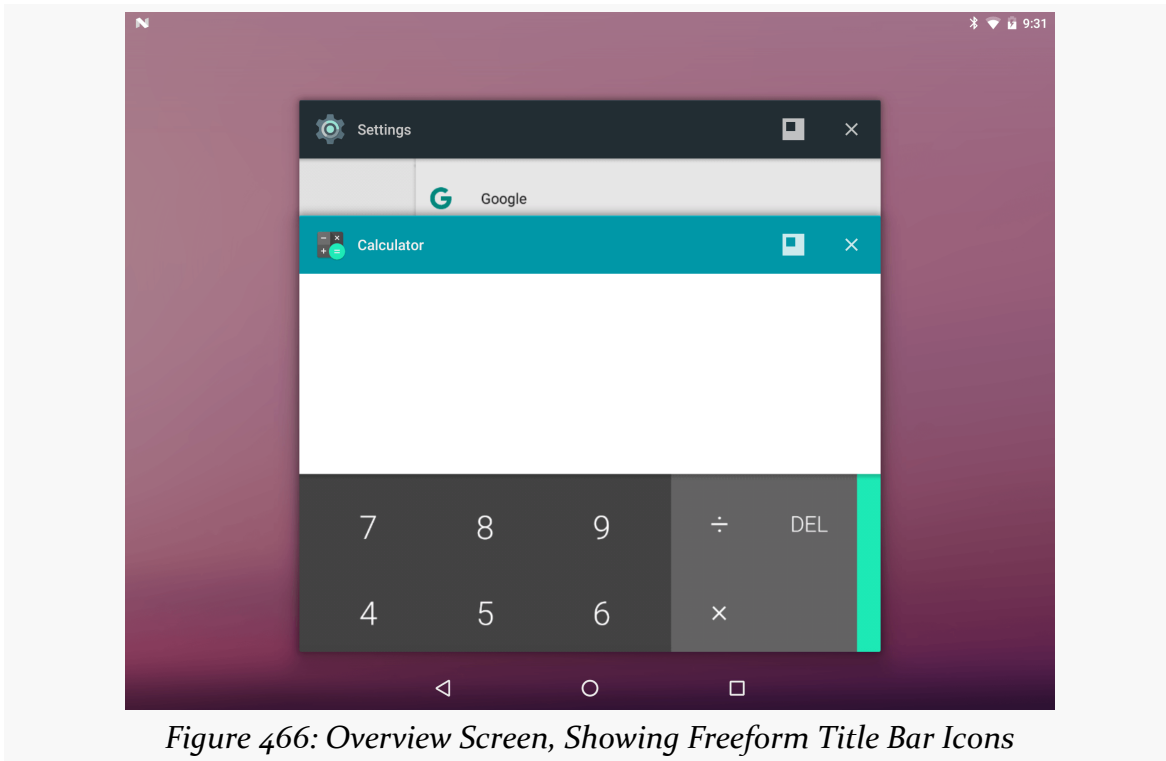 N 9:31
Settings
Google
Calculator
7 8 9 ÷ DEL
4 5 6 ×
Figure 466: Overview Screen, Showing Freeform Title Bar Icons